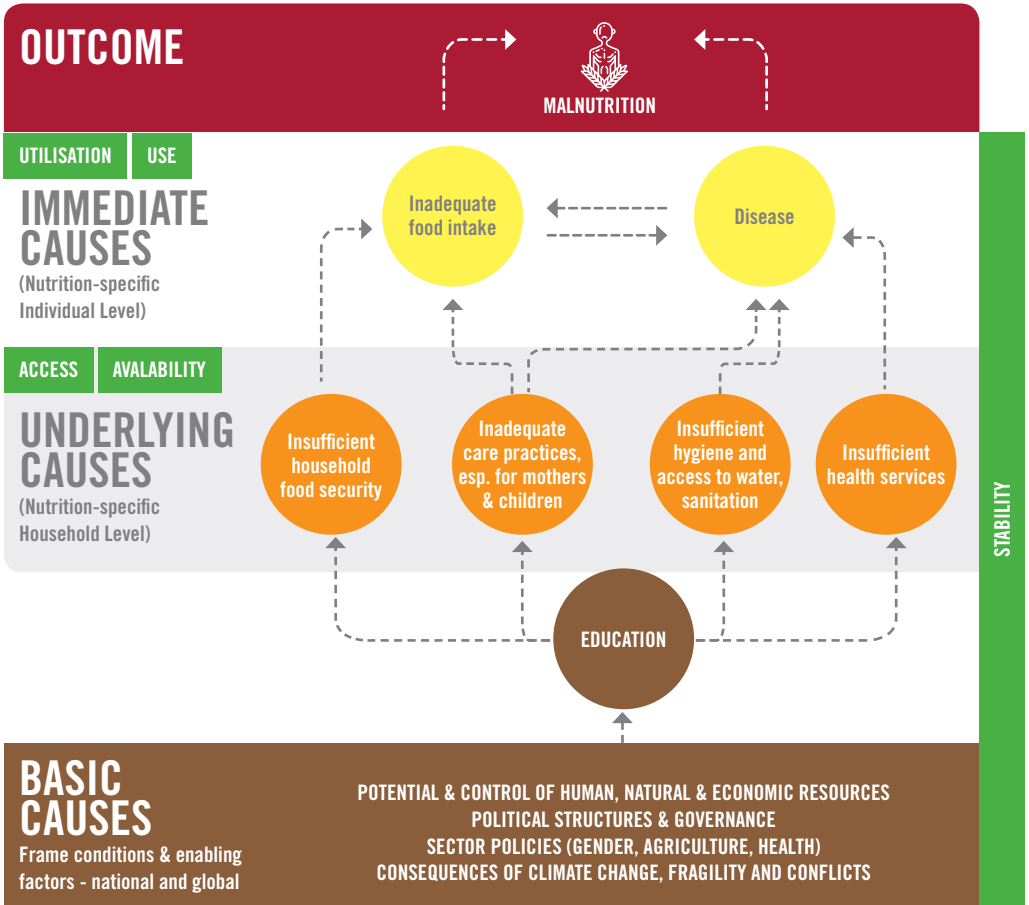 OUTCOME
MALNUTRITION
UTILISATION
USE
IMMEDIATE
CAUSES
(Nutrition-specific
Individual Level)
Inadequate
food intake
Disease
ACCESS
AVALABILITY
UNDERLYING
CAUSES
(Nutrition-specific
Household Level)
Insufficient
household
food security
Inadequate
care practices,
esp. for mothers
& children
Insufficient
hygiene and
access to water,
sanitation
Insufficient
health services
STABILITY
EDUCATION
BASIC
CAUSES
Frame conditions & enabling
factors - national and global
POTENTIAL & CONTROL OF HUMAN, NATURAL & ECONOMIC RESOURCES
POLITICAL STRUCTURES & GOVERNANCE
SECTOR POLICIES (GENDER, AGRICULTURE, HEALTH)
CONSEQUENCES OF CLIMATE CHANGE, FRAGILITY AND CONFLICTS